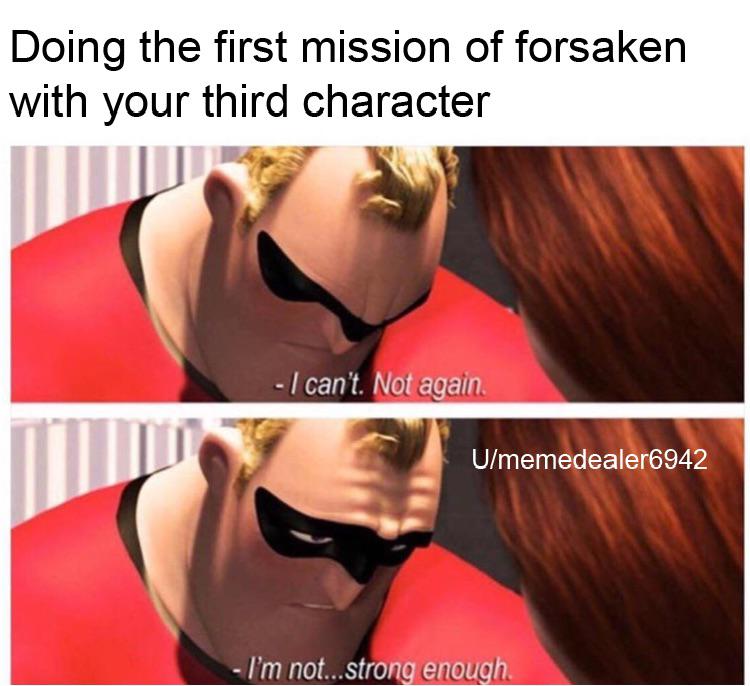 Doing the first mission of forsaken
with your third character
- I can't. Not again.
U/memedealer6942
- I'm not...strong enough.